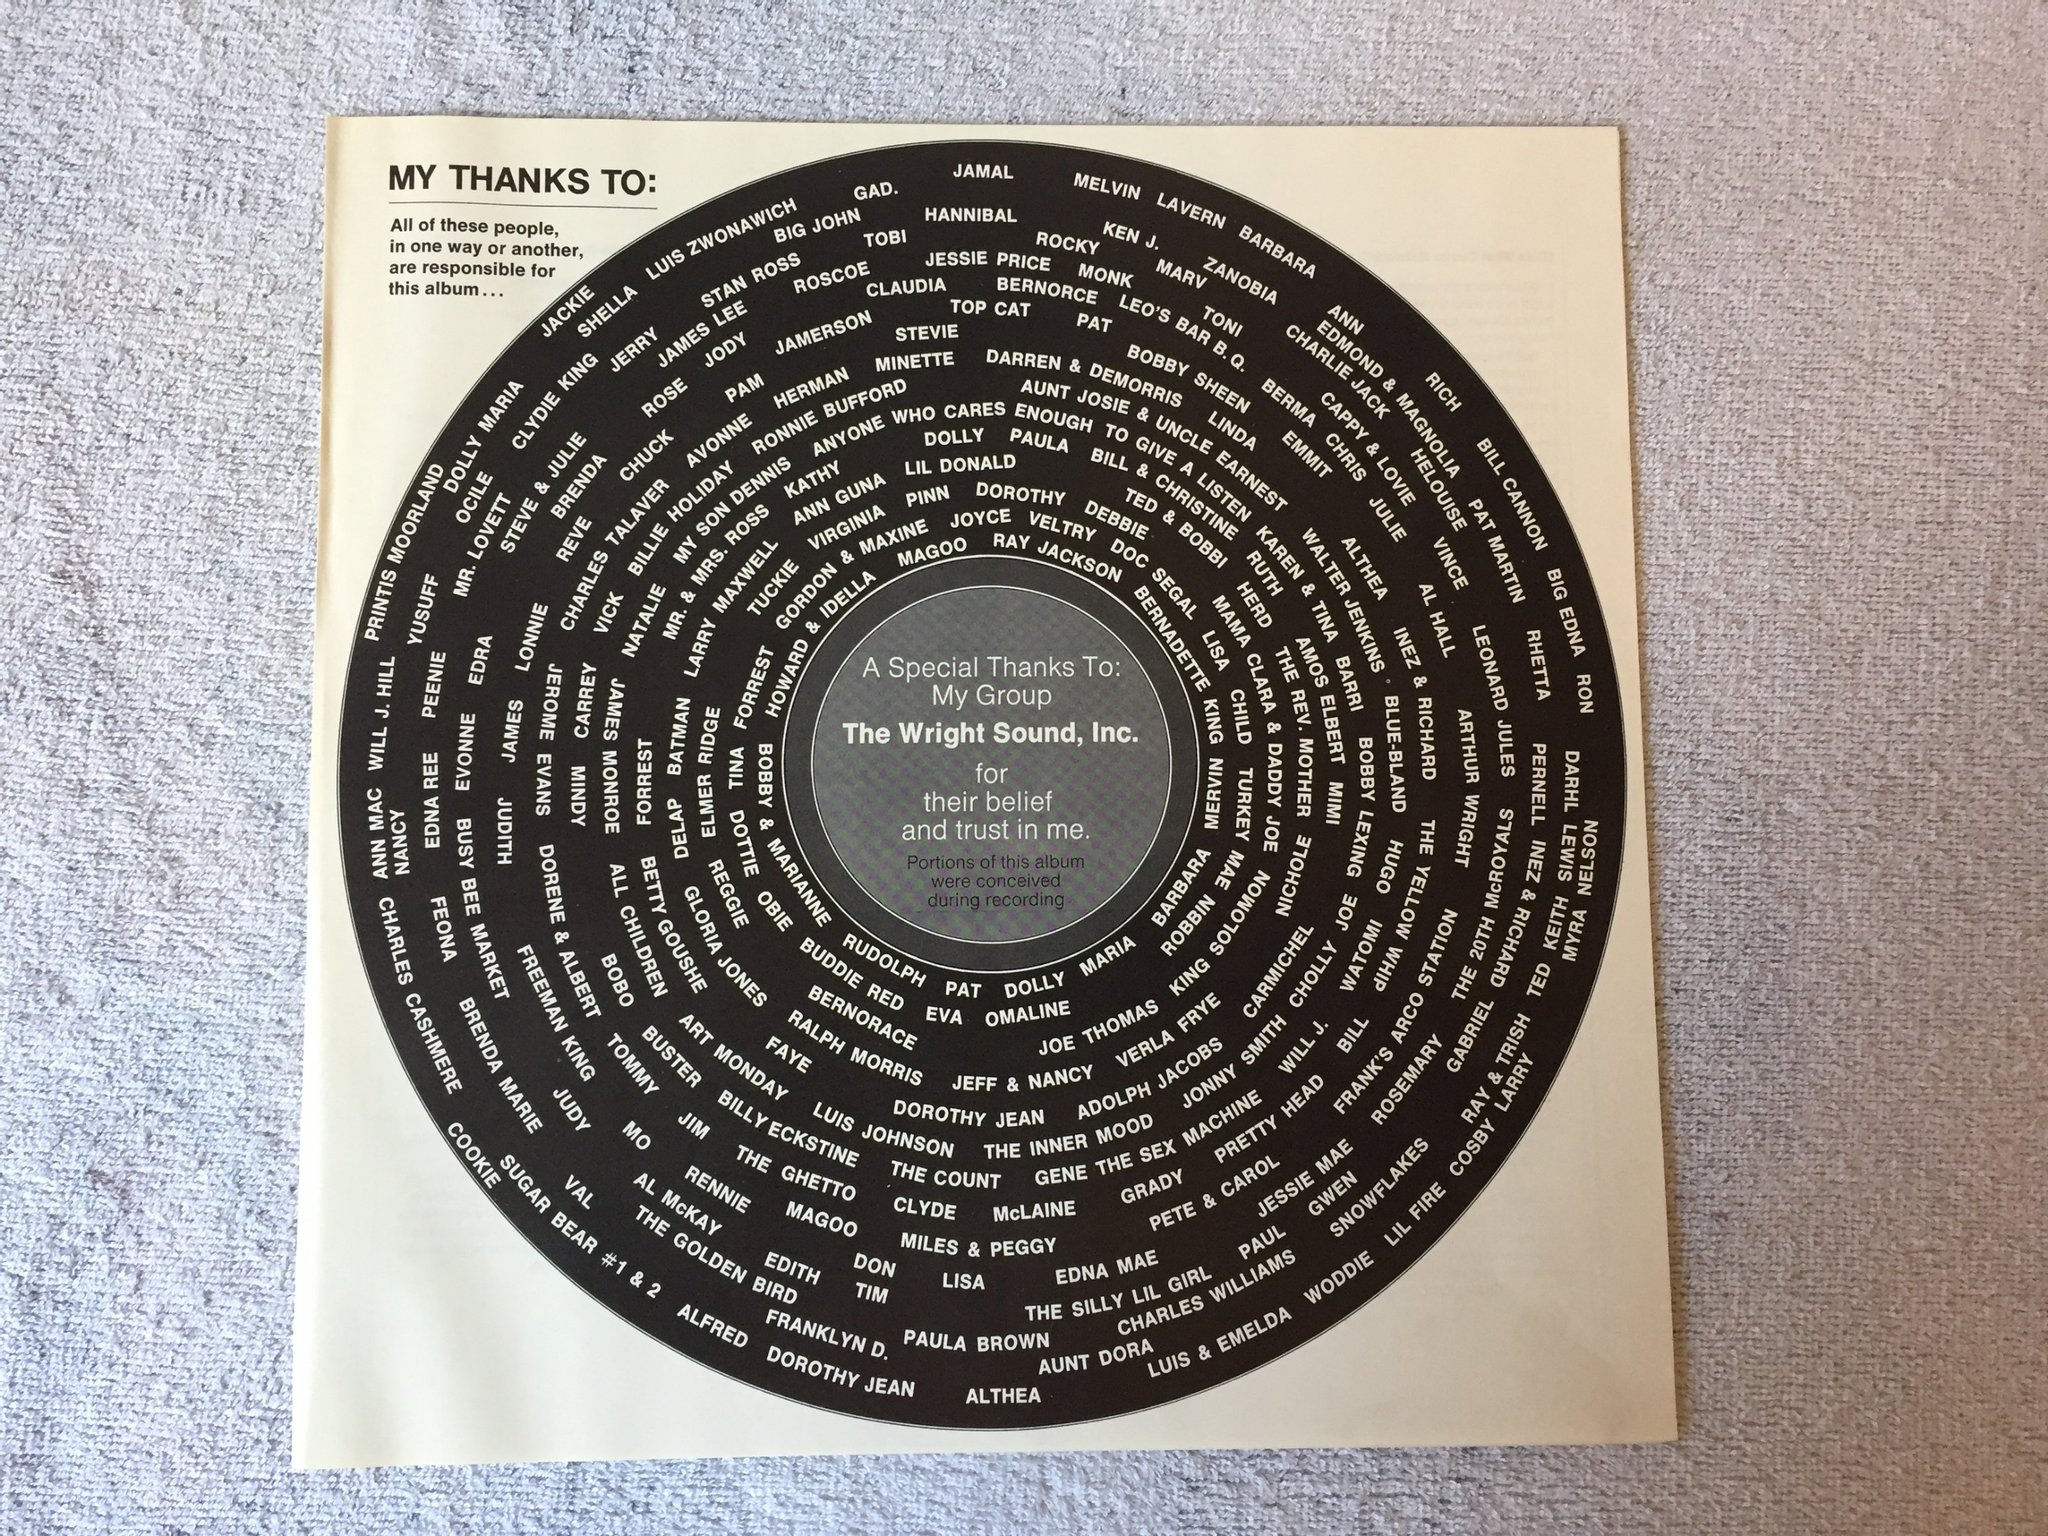 MY THANKS TO:
All of these people,
in one way or another,
are responsible for
this album...
JACKIE SHELLA LUIS ZWONAWICH BIG JOHN GAD. JAMAL MELVIN LAVERN BARBARA
ANN EDMOND & MAGNOLIA RICH BILL CANNON BIG EDNA RON
DARHL LEWIS KEITH TED MYRA NELSON
RAY & TRISH LARRY COSBY LIL FIRE WODDIE LUIS & EMELDA
ALTHEA DOROTHY JEAN ALFRED SUGAR BEAR #1 & 2 COOKIE
CHARLES CASHMERE NANCY ANN MAC WILL J. HILL PRINTIS MOORLAND DOLLY MARIA
OCILE CLYDIE KING JERRY STAN ROSS TOBI HANNIBAL KEN J. ZANOBIA
CHARLIE JACK HELOUISE PAT MARTIN RHETTA PERNELL INEZ & RICHARD GABRIEL
SNOWFLAKES GWEN PAUL CHARLES WILLIAMS AUNT DORA PAULA BROWN FRANKLYN D.
THE GOLDEN BIRD VAL BRENDA MARIE FEONA EDNA REE PEENIE YUSUFF
MR. LOVETT STEVE & JULIE BRENDA JAMES LEE ROSCOE ROCKY MARV TONI
CAPPY & LOVIE VINCE LEONARD JULES THE 20TH McROYALS ROSEMARY JESSIE MAE
THE SILLY LIL GIRL EDNA MAE LISA DON TIM EDITH AL McKAY
JUDY FREEMAN KING BUSY BEE MARKET EVONNE EDRA
REVE CHUCK ROSE JODY JESSIE PRICE MONK LEO'S BAR B.Q.
BERMA CHRIS JULIE AL HALL ARTHUR WRIGHT FRANK'S ARCO STATION
PETE & CAROL MILES & PEGGY MAGOO RENNIE MO
JUDITH JAMES LONNIE CHARLES TALAVER PAM JAMERSON CLAUDIA BERNORCE
PAT BOBBY SHEEN EMMIT ALTHEA INEZ & RICHARD THE YELLOW WHIP BILL
PRETTY HEAD GRADY McLAINE CLYDE THE GHETTO JIM TOMMY BOBO
DORENE & ALBERT JEROME EVANS MINDY CARREY VICK BILLIE HOLIDAY
AVONNE HERMAN STEVIE TOP CAT MINETTE DARREN & DEMORRIS LINDA
WALTER JENKINS BLUE-BLAND HUGO WATOMI WILL J.
GENE THE SEX MACHINE THE COUNT BILLY ECKSTINE BUSTER ALL CHILDREN
JAMES MONROE NATALIE MY SON DENNIS RONNIE BUFFORD
AUNT JOSIE & UNCLE EARNEST KAREN & TINA BARRI BOBBY LEXING JOE CHOLLY
JONNY SMITH THE INNER MOOD LUIS JOHNSON ART MONDAY BETTY GOUSHE FORREST
MR. & MRS. ROSS KATHY ANYONE WHO CARES ENOUGH TO GIVE A LISTEN
DOLLY PAULA BILL & CHRISTINE RUTH AMOS ELBERT MIMI
CARMICHEL ADOLPH JACOBS DOROTHY JEAN FAYE GLORIA JONES DELAP BATMAN
LARRY MAXWELL ANN GUNA LIL DONALD TED & BOBBI HERD
THE REV. MOTHER NICHOLE VERLA FRYE JEFF & NANCY RALPH MORRIS
REGGIE ELMER RIDGE TUCKIE VIRGINIA PINN DOROTHY DEBBIE
MAMA CLARA & DADDY JOE KING SOLOMON JOE THOMAS BERNORACE
OBIE DOTTIE TINA FORREST GORDON & MAXINE JOYCE VELTRY DOC SEGAL
LISA CHILD TURKEY MAE ROBBIN OMALINE EVA BUDDIE RED
BOBBY & MARIANNE HOWARD & IDELLA MAGOO RAY JACKSON BERNADETTE KING NIAVERN
BARBARA MARIA DOLLY PAT RUDOLPH
A Special Thanks To:
My Group
The Wright Sound, Inc.
for
their belief
and trust in me.
Portions of this album
were conceived
during recording